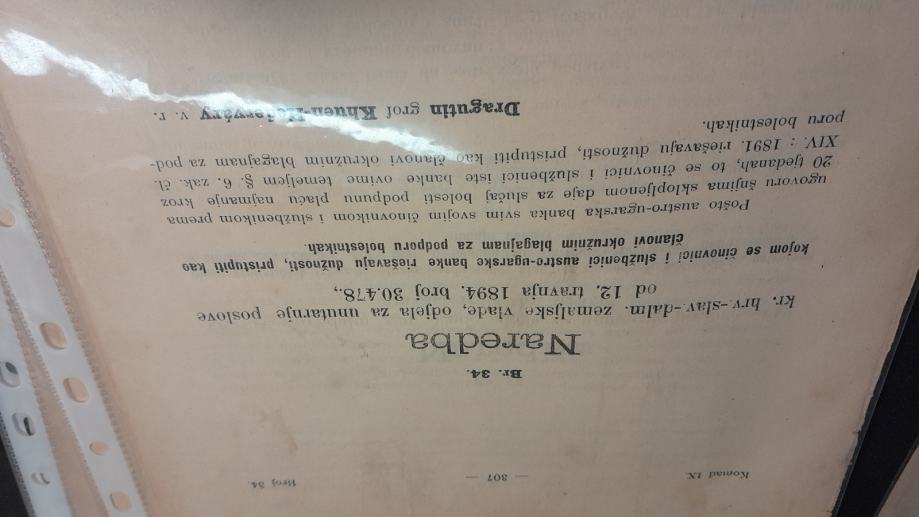 Komad IX. — 307 — Broj 34.
Br. 34.
Naredba
kr. hrv.-slav.-dalm. zemaljske vlade, odjela za unutarnje poslove
od 12. travnja 1894. broj 30.478.,
kojom se činovnici i službenici austro-ugarske banke riešavaju dužnosti, pristupiti kao
članovi okružnim blagajnam za podporu bolestnikah.
Pošto austro-ugarska banka svim svojim činovnikom i službenikom prema
ugovoru šnjima sklopljenom daje za slučaj bolesti podpunu plaću najmanje kroz
20 tjedanah, to se činovnici i službenici iste banke ovime temeljem §. 6. zak. čl.
XIV. : 1891. riešavaju dužnosti, pristupiti kao članovi okružnim blagajnam za pod-
poru bolestnikah.
Dragutin grof Khuen-Héderváry v. r.